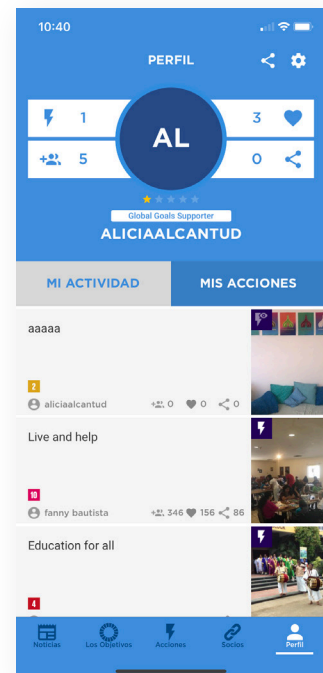 10:40
PERFIL
1
3
5
0
AL
Global Goals Supporter
ALICIAALCANTUD
MI ACTIVIDAD
MIS ACCIONES
aaaaa
2
aliciaalcantud
0
0
0
Live and help
10
fanny bautista
346
156
86
Education for all
4
Noticias
Los Objetivos
Acciones
Socios
Perfil